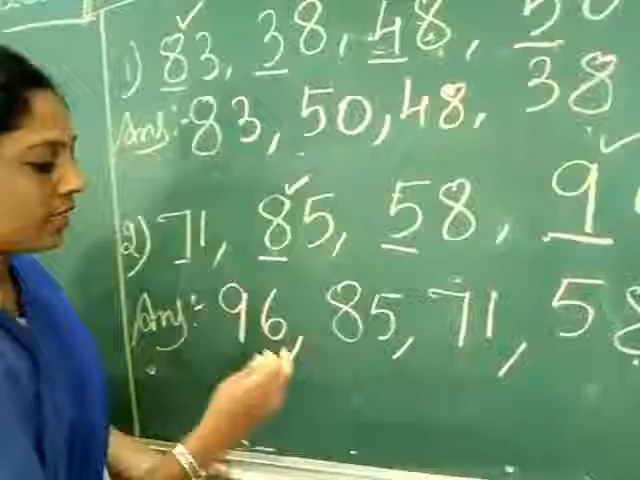 1) 83, 38, 48, 50
Ans:- 83, 50, 48, 38
2) 71, 85, 58, 9
Ans:- 96, 85, 71, 58